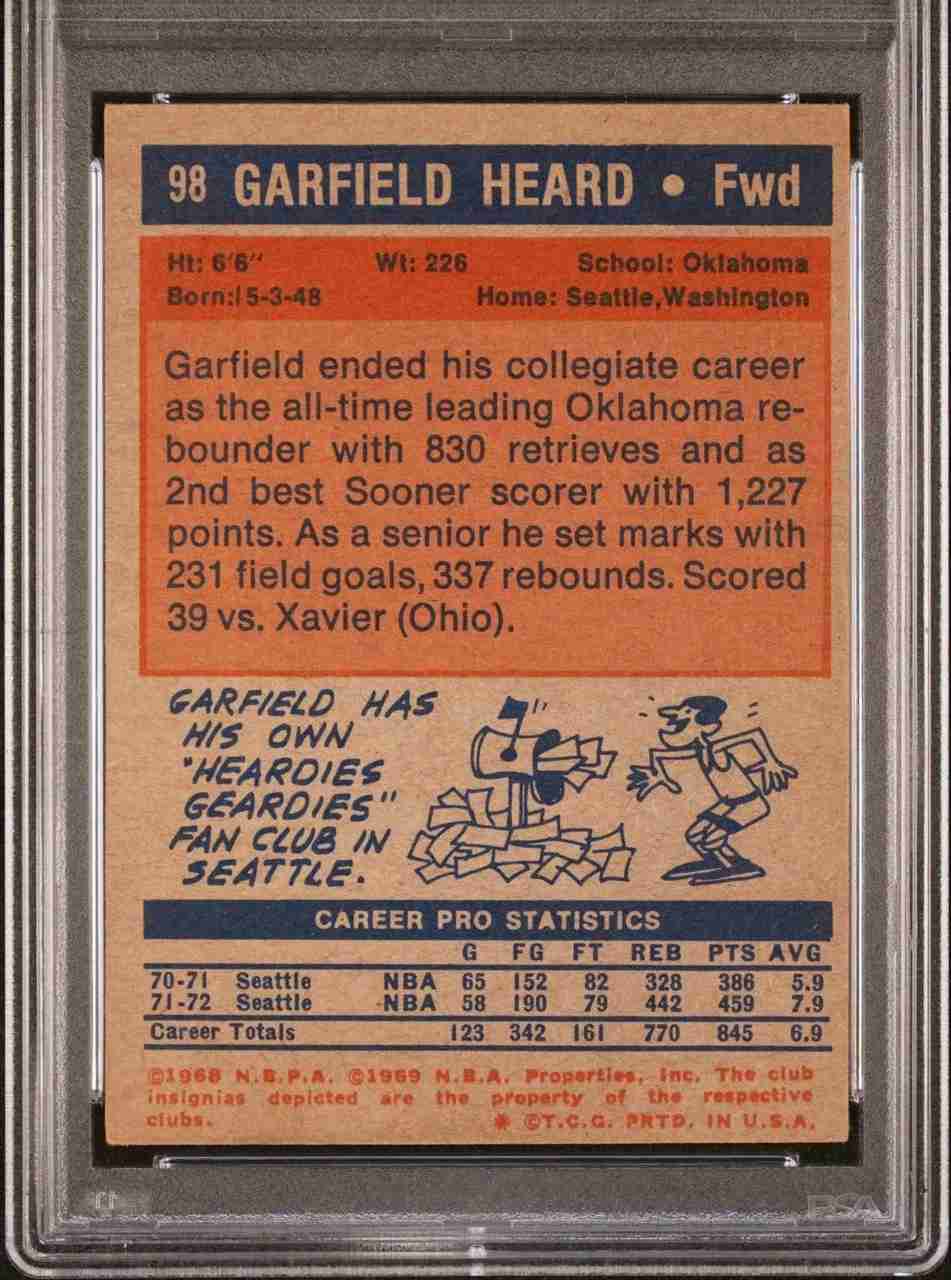 98 GARFIELD HEARD • Fwd
Ht: 6'6" Wt: 226 School: Oklahoma
Born: 5-3-48 Home: Seattle,Washington
Garfield ended his collegiate career
as the all-time leading Oklahoma re-
bounder with 830 retrieves and as
2nd best Sooner scorer with 1,227
points. As a senior he set marks with
231 field goals, 337 rebounds. Scored
39 vs. Xavier (Ohio).
GARFIELD HAS
HIS OWN
"HEARDIES
GEARDIES"
FAN CLUB IN
SEATTLE.
CAREER PRO STATISTICS
G FG FT REB PTS AVG
70-71 Seattle NBA 65 152 82 328 386 5.9
71-72 Seattle NBA 58 190 79 442 459 7.9
Career Totals 123 342 161 770 845 6.9
©1968 N.B.P.A. ©1969 N.B.A. Properties, Inc. The club
insignias depicted are the property of the respective
clubs. * ©T.C.G. PRTD. IN U.S.A.
PSA